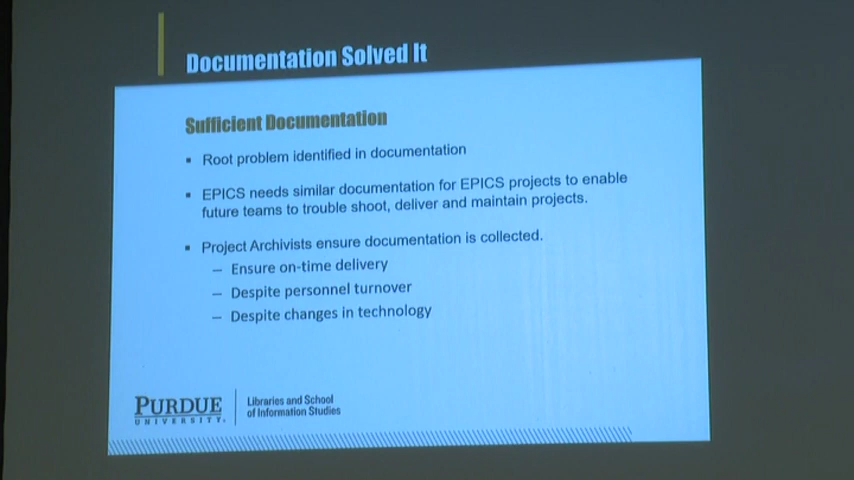 Documentation Solved It
Sufficient Documentation
▪ Root problem identified in documentation
▪ EPICS needs similar documentation for EPICS projects to enable
future teams to trouble shoot, deliver and maintain projects.
▪ Project Archivists ensure documentation is collected.
– Ensure on-time delivery
– Despite personnel turnover
– Despite changes in technology
PURDUE
UNIVERSITY.
Libraries and School
of Information Studies